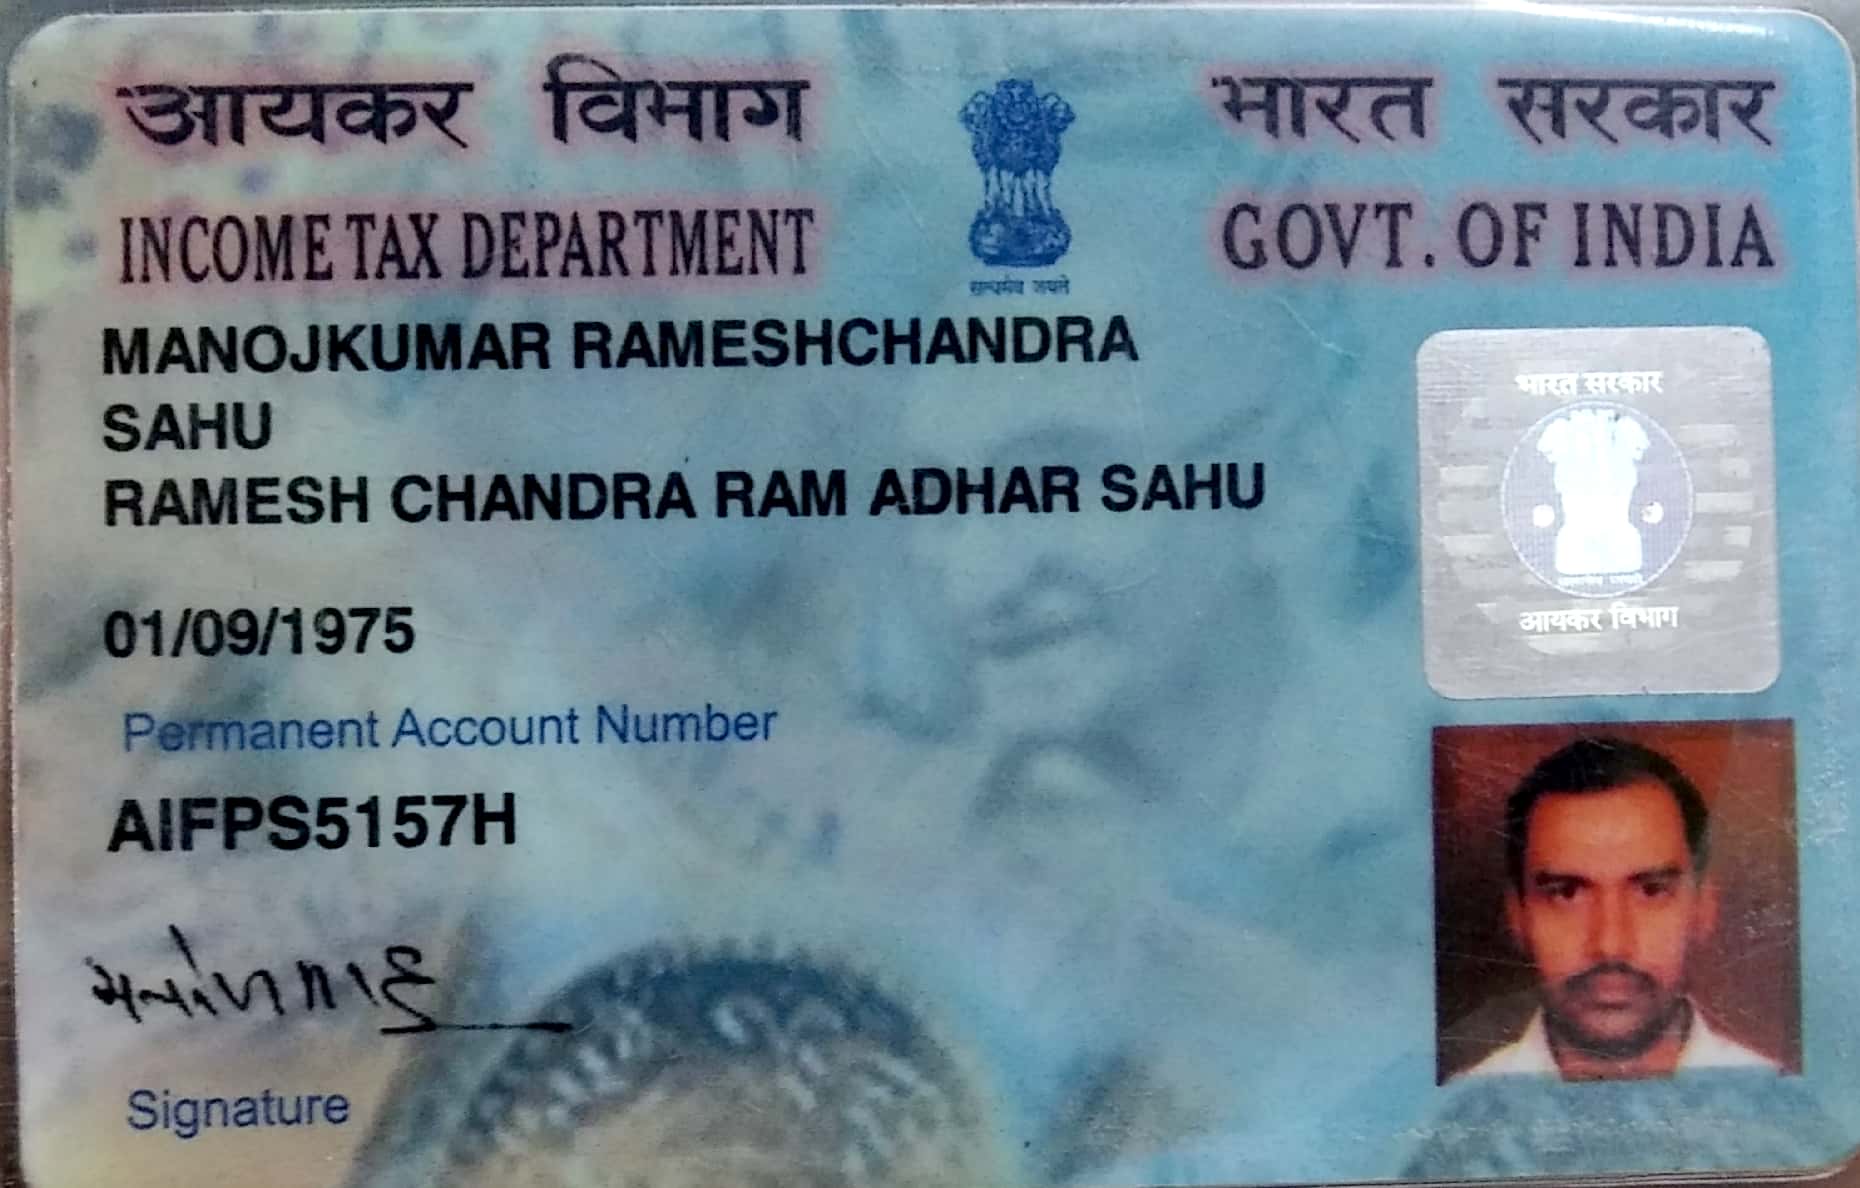 आयकर विभाग
भारत सरकार
INCOME TAX DEPARTMENT
GOVT. OF INDIA
सत्यमेव जयते
MANOJKUMAR RAMESHCHANDRA
SAHU
RAMESH CHANDRA RAM ADHAR SAHU
01/09/1975
Permanent Account Number
AIFPS5157H
Signature
भारत सरकार
आयकर विभाग